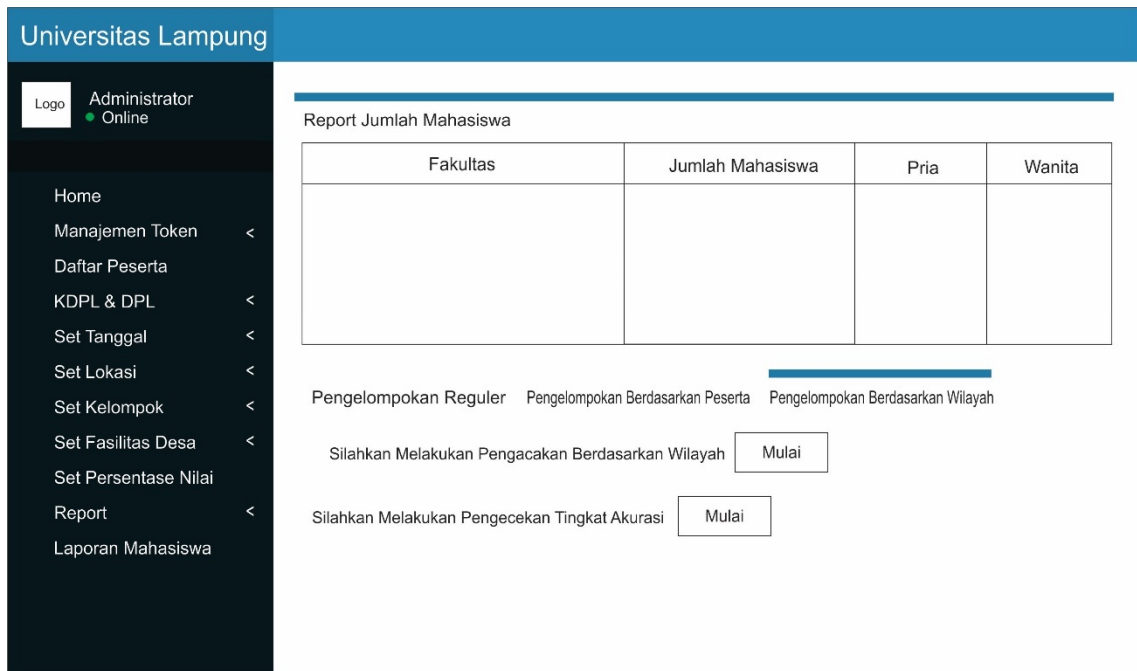 Universitas Lampung
Logo
Administrator
Online
Home
Manajemen Token <
Daftar Peserta
KDPL & DPL <
Set Tanggal <
Set Lokasi <
Set Kelompok <
Set Fasilitas Desa <
Set Persentase Nilai
Report <
Laporan Mahasiswa
Report Jumlah Mahasiswa
Fakultas Jumlah Mahasiswa Pria Wanita
Pengelompokan Reguler Pengelompokan Berdasarkan Peserta Pengelompokan Berdasarkan Wilayah
Silahkan Melakukan Pengacakan Berdasarkan Wilayah Mulai
Silahkan Melakukan Pengecekan Tingkat Akurasi Mulai